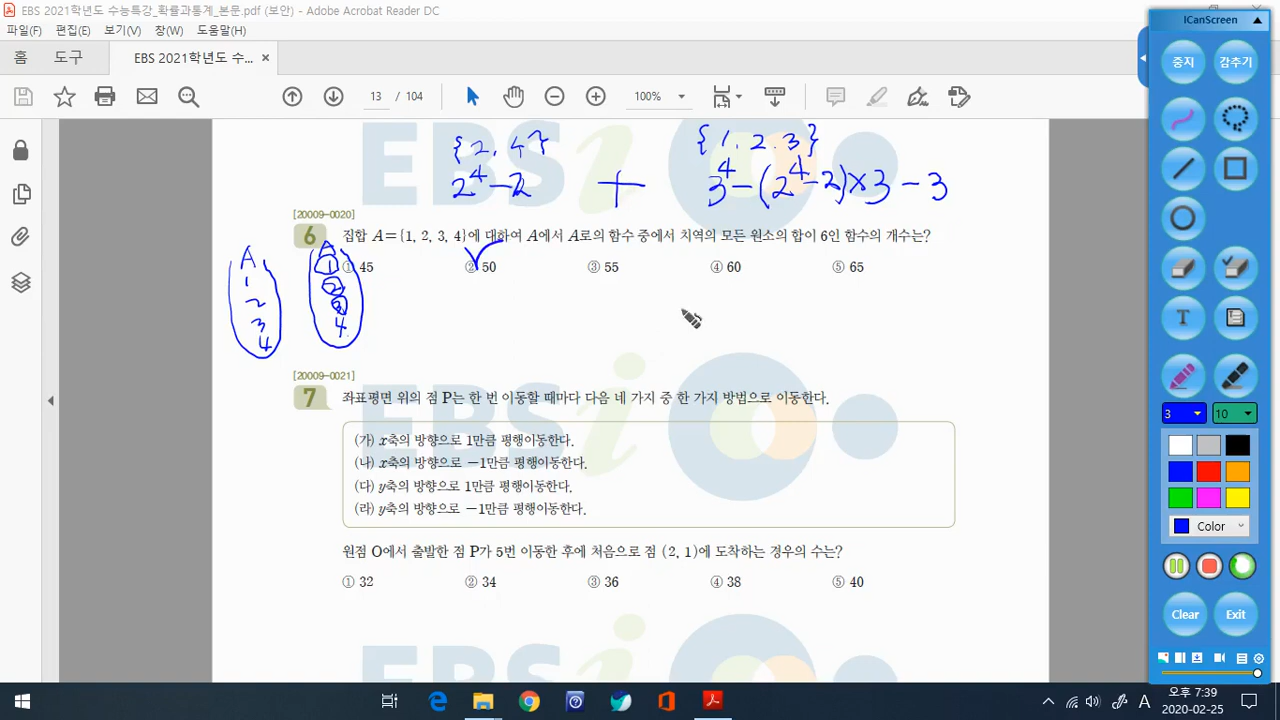 EBS 2021학년도 수능특강_확률과통계_본문.pdf (보안) - Adobe Acrobat Reader DC
파일(F) 편집(E) 보기(V) 창(W) 도움말(H)
홈 도구 EBS 2021학년도 수... ×
13 / 104 100%
ICanScreen
중지 감추기
{2, 4} {1, 2, 3}
2⁴-2 + 3⁴-(2⁴-2)×3-3
[20009-0020]
6 집합 A={1, 2, 3, 4}에 대하여 A에서 A로의 함수 중에서 치역의 모든 원소의 합이 6인 함수의 개수는?
① 45 ② 50 ③ 55 ④ 60 ⑤ 65
A A
1 1
2 2
3 3
4 4
[20009-0021]
7 좌표평면 위의 점 P는 한 번 이동할 때마다 다음 네 가지 중 한 가지 방법으로 이동한다.
(가) x축의 방향으로 1만큼 평행이동한다.
(나) x축의 방향으로 -1만큼 평행이동한다.
(다) y축의 방향으로 1만큼 평행이동한다.
(라) y축의 방향으로 -1만큼 평행이동한다.
원점 O에서 출발한 점 P가 5번 이동한 후에 처음으로 점 (2, 1)에 도착하는 경우의 수는?
① 32 ② 34 ③ 36 ④ 38 ⑤ 40
EBSi
EBSi
EBSi
T
3 10
Color
Clear Exit
A 오후 7:39
2020-02-25